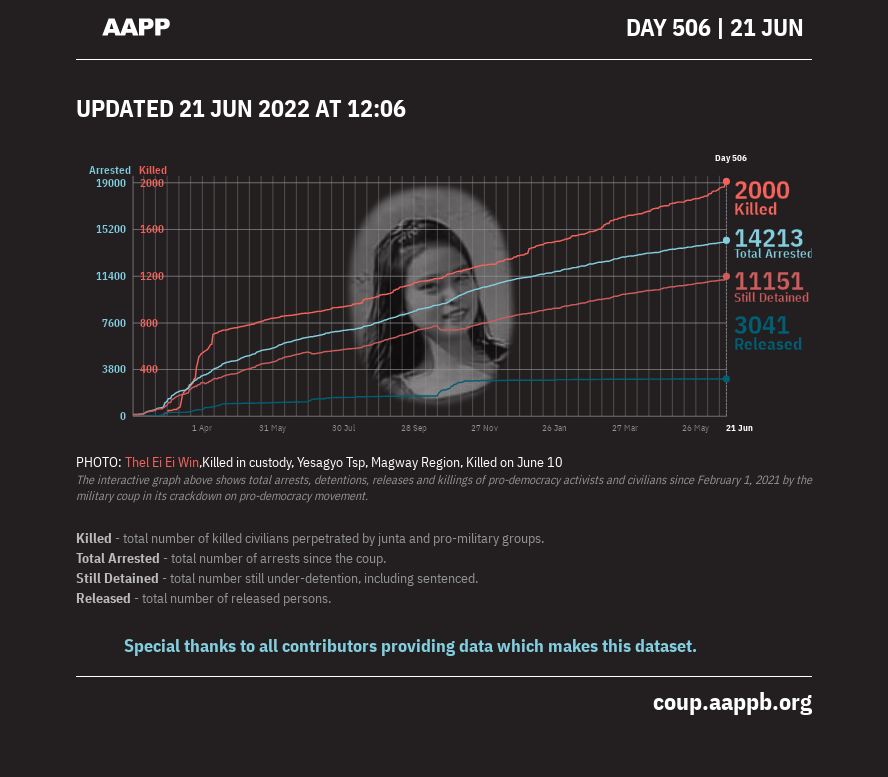 AAPP
DAY 506 | 21 JUN
UPDATED 21 JUN 2022 AT 12:06
Day 506
Arrested Killed
19000 2000
15200 1600
11400 1200
7600 800
3800 400
0
2000
Killed
14213
Total Arrested
11151
Still Detained
3041
Released
1 Apr 31 May 30 Jul 28 Sep 27 Nov 26 Jan 27 Mar 26 May 21 Jun
PHOTO: Thel Ei Ei Win,Killed in custody, Yesagyo Tsp, Magway Region, Killed on June 10
The interactive graph above shows total arrests, detentions, releases and killings of pro-democracy activists and civilians since February 1, 2021 by the
military coup in its crackdown on pro-democracy movement.
Killed - total number of killed civilians perpetrated by junta and pro-military groups.
Total Arrested - total number of arrests since the coup.
Still Detained - total number still under-detention, including sentenced.
Released - total number of released persons.
Special thanks to all contributors providing data which makes this dataset.
coup.aappb.org